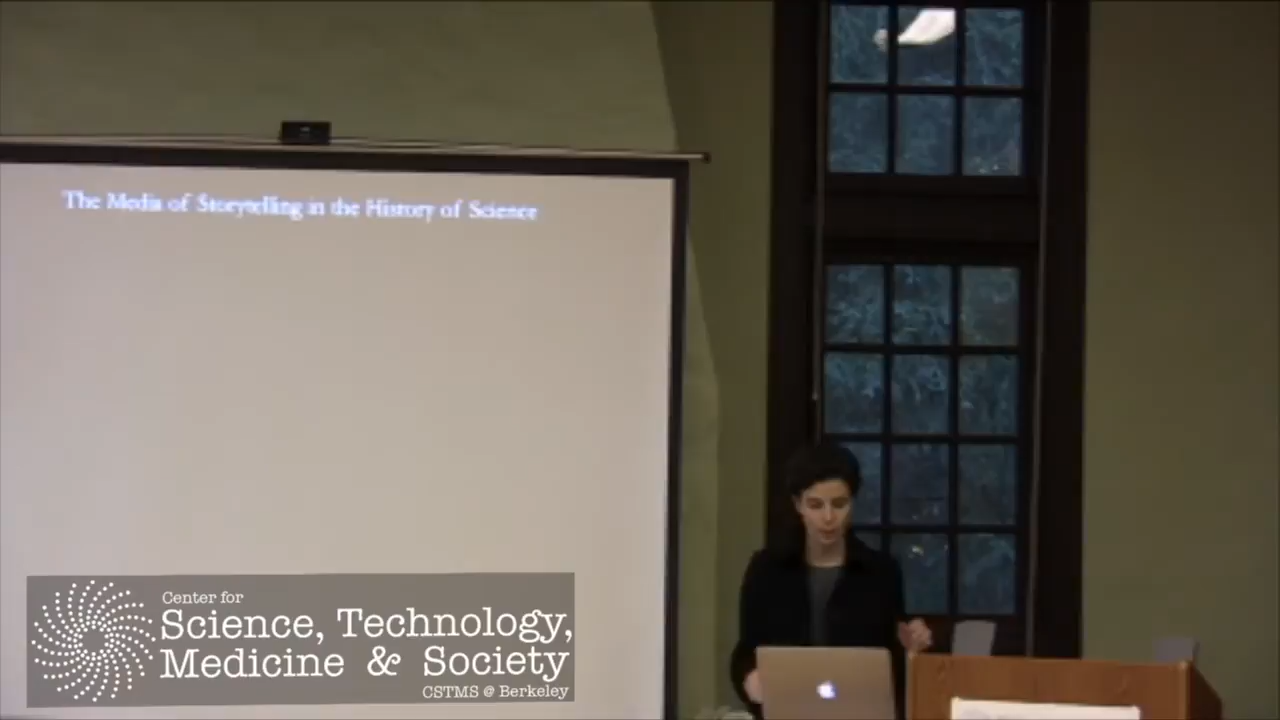 The Media of Storytelling in the History of Science
Center for
Science, Technology,
Medicine & Society
CSTMS @ Berkeley